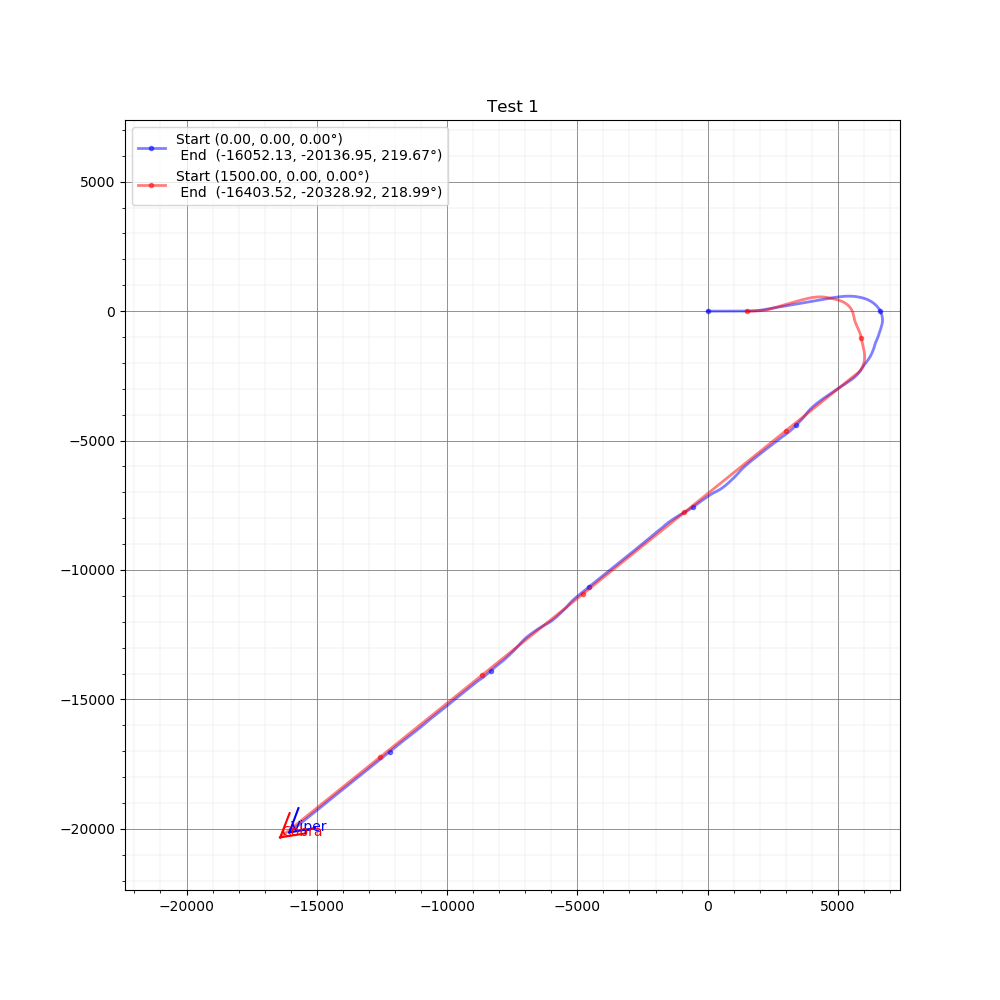 Test 1
Start (0.00, 0.00, 0.00°)
End (-16052.13, -20136.95, 219.67°)
Start (1500.00, 0.00, 0.00°)
End (-16403.52, -20328.92, 218.99°)
5000
0
−5000
−10000
−15000
−20000
Viper
−20000 −15000 −10000 −5000 0 5000